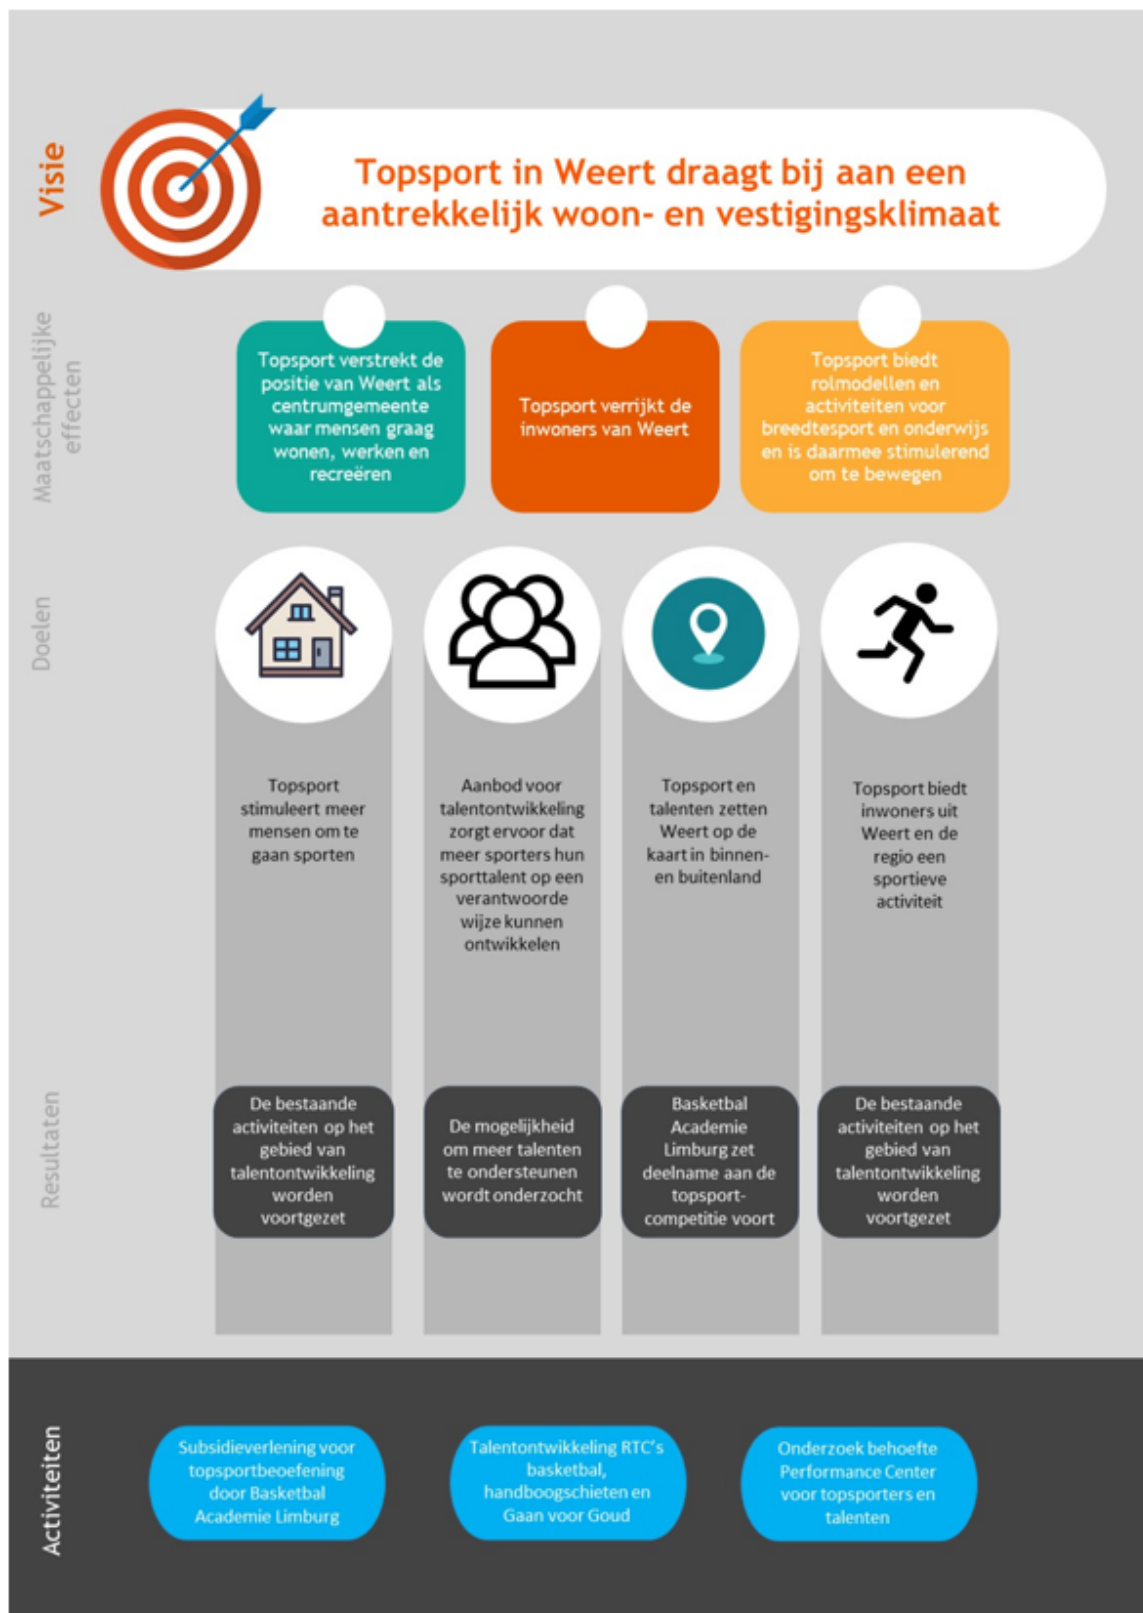 Visie
Topsport in Weert draagt bij aan een
aantrekkelijk woon- en vestigingsklimaat
Maatschappelijke
effecten
Topsport verstrekt de
positie van Weert als
centrumgemeente
waar mensen graag
wonen, werken en
recreëren
Topsport verrijkt de
inwoners van Weert
Topsport biedt
rolmodellen en
activiteiten voor
breedtesport en onderwijs
en is daarmee stimulerend
om te bewegen
Doelen
Topsport
stimuleert meer
mensen om te
gaan sporten
Aanbod voor
talentontwikkeling
zorgt ervoor dat
meer sporters hun
sporttalent op een
verantwoorde
wijze kunnen
ontwikkelen
Topsport en
talenten zetten
Weert op de
kaart in binnen-
en buitenland
Topsport biedt
inwoners uit
Weert en de
regio een
sportieve
activiteit
Resultaten
De bestaande
activiteiten op het
gebied van
talentontwikkeling
worden
voortgezet
De mogelijkheid
om meer talenten
te ondersteunen
wordt onderzocht
Basketbal
Academie
Limburg zet
deelname aan de
topsport-
competitie voort
De bestaande
activiteiten op het
gebied van
talentontwikkeling
worden
voortgezet
Activiteiten
Subsidieverlening voor
topsportbeoefening
door Basketbal
Academie Limburg
Talentontwikkeling RTC's
basketbal,
handboogschieten en
Gaan voor Goud
Onderzoek behoefte
Performance Center
voor topsporters en
talenten